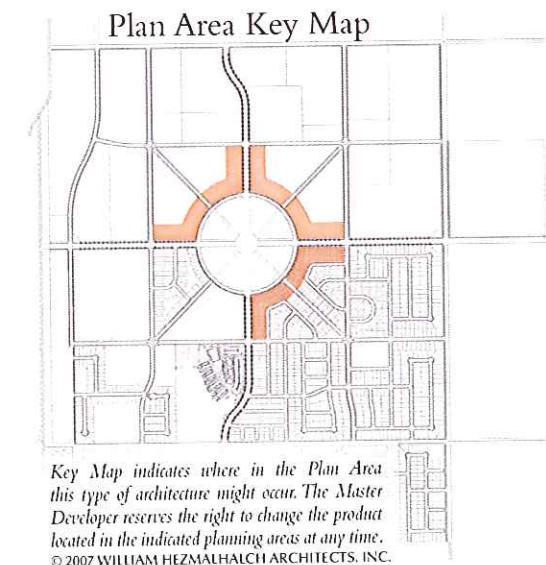 Plan Area Key Map
Key Map indicates where in the Plan Area
this type of architecture might occur. The Master
Developer reserves the right to change the product
located in the indicated planning areas at any time.
© 2007 WILLIAM HEZMALHALCH ARCHITECTS, INC.